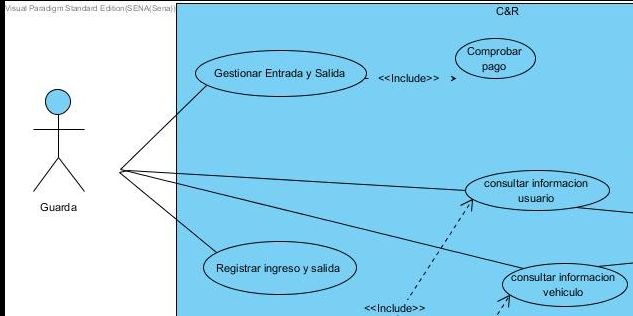 Visual Paradigm Standard Edition(SENA(Sena))
C&R
Gestionar Entrada y Salida
<<Include>>
Comprobar
pago
Guarda
consultar informacion
usuario
Registrar ingreso y salida
consultar informacion
vehiculo
<<Include>>